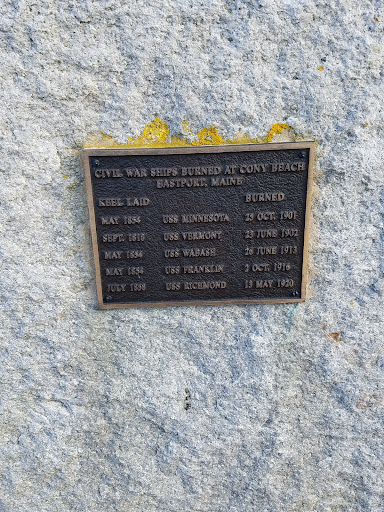 CIVIL WAR SHIPS BURNED AT CONY BEACH
EASTPORT, MAINE
KEEL LAID BURNED
MAY 1854 USS MINNESOTA 29 OCT. 1901
SEPT. 1818 USS VERMONT 23 JUNE 1902
MAY 1854 USS WABASH 26 JUNE 1913
MAY 1854 USS FRANKLIN 2 OCT. 1916
JULY 1858 USS RICHMOND 13 MAY 1920